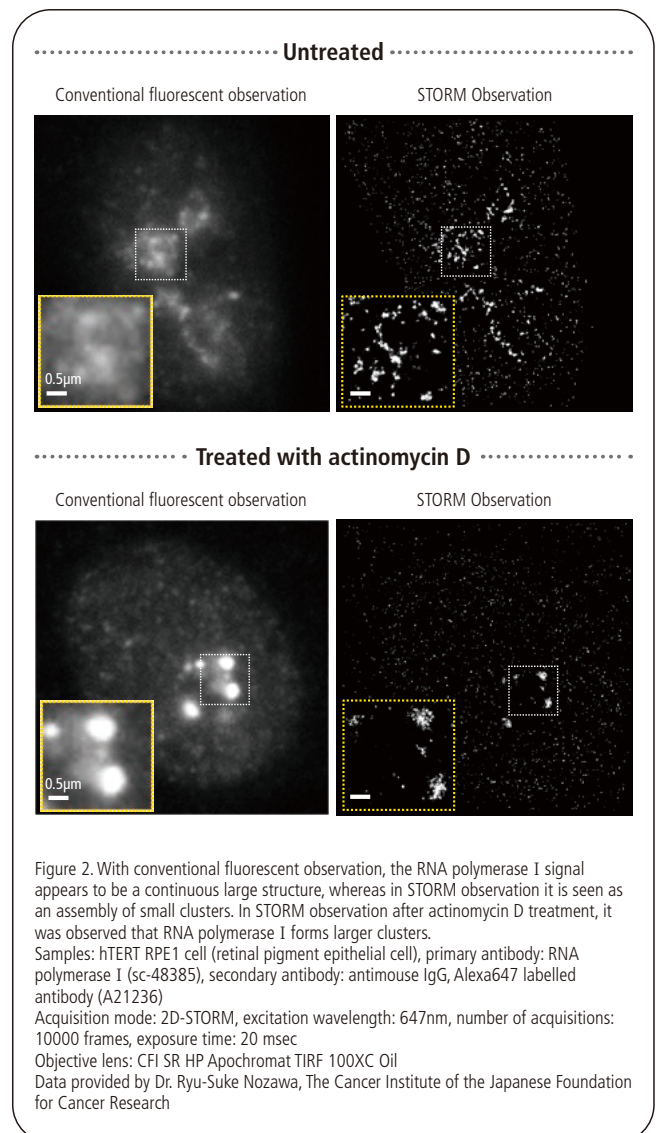 Untreated
Conventional fluorescent observation
STORM Observation
0.5μm
Treated with actinomycin D
Conventional fluorescent observation
STORM Observation
0.5μm
Figure 2. With conventional fluorescent observation, the RNA polymerase I signal
appears to be a continuous large structure, whereas in STORM observation it is seen as
an assembly of small clusters. In STORM observation after actinomycin D treatment, it
was observed that RNA polymerase I forms larger clusters.
Samples: hTERT RPE1 cell (retinal pigment epithelial cell), primary antibody: RNA
polymerase I (sc-48385), secondary antibody: antimouse IgG, Alexa647 labelled
antibody (A21236)
Acquisition mode: 2D-STORM, excitation wavelength: 647nm, number of acquisitions:
10000 frames, exposure time: 20 msec
Objective lens: CFI SR HP Apochromat TIRF 100XC Oil
Data provided by Dr. Ryu-Suke Nozawa, The Cancer Institute of the Japanese Foundation
for Cancer Research